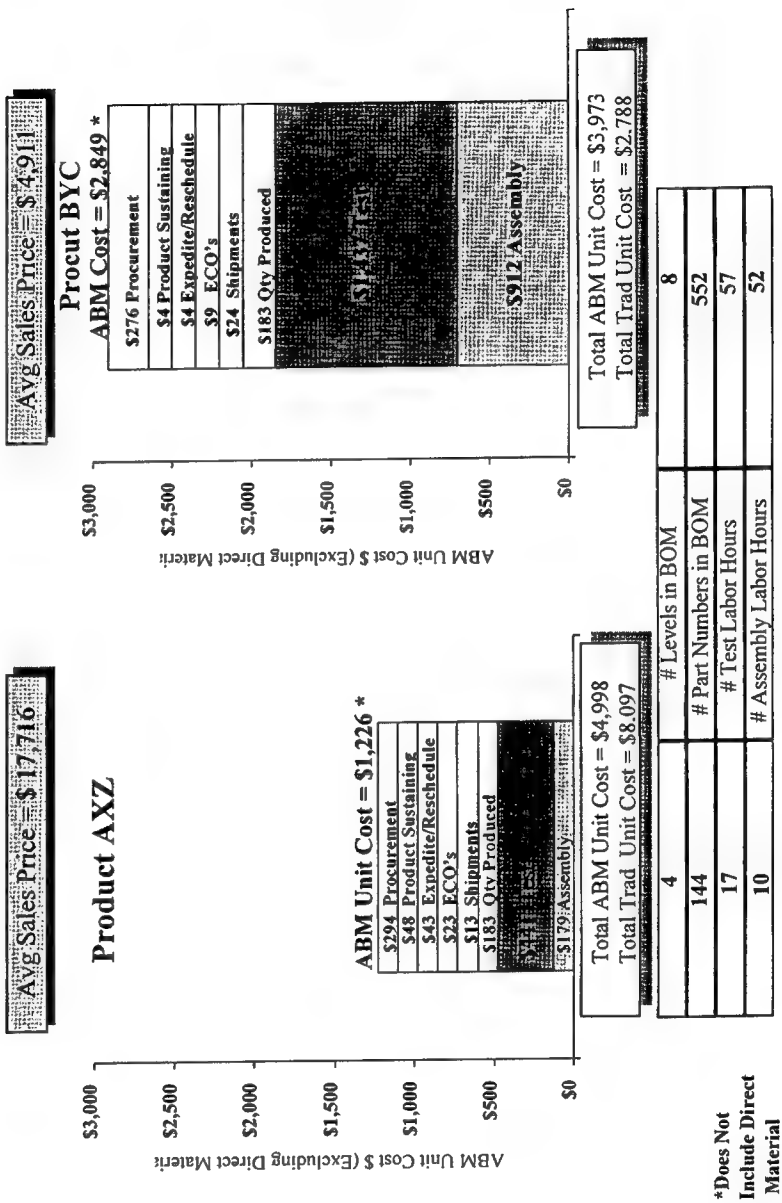 Avg Sales Price = $ 17,716
Product AXZ
$3,000
$2,500
$2,000
$1,500
$1,000
$500
$0
ABM Unit Cost $ (Excluding Direct Materi
ABM Unit Cost = $1,226 *
$294 Procurement
$48 Product Sustaining
$43 Expedite/Reschedule
$23 ECO's
$13 Shipments
$183 Qty Produced
Test
$179 Assembly
Total ABM Unit Cost = $4,998
Total Trad Unit Cost = $8.097
Avg Sales Price = $ 4,911
Procut BYC
ABM Cost = $2,849 *
$3,000
$2,500
$2,000
$1,500
$1,000
$500
$0
ABM Unit Cost $ (Excluding Direct Materi
$276 Procurement
$4 Product Sustaining
$4 Expedite/Reschedule
$9 ECO's
$24 Shipments
$183 Qty Produced
$912 Assembly
Total ABM Unit Cost = $3,973
Total Trad Unit Cost = $2.788
4 # Levels in BOM 8
144 # Part Numbers in BOM 552
17 # Test Labor Hours 57
10 # Assembly Labor Hours 52
*Does Not
Include Direct
Material